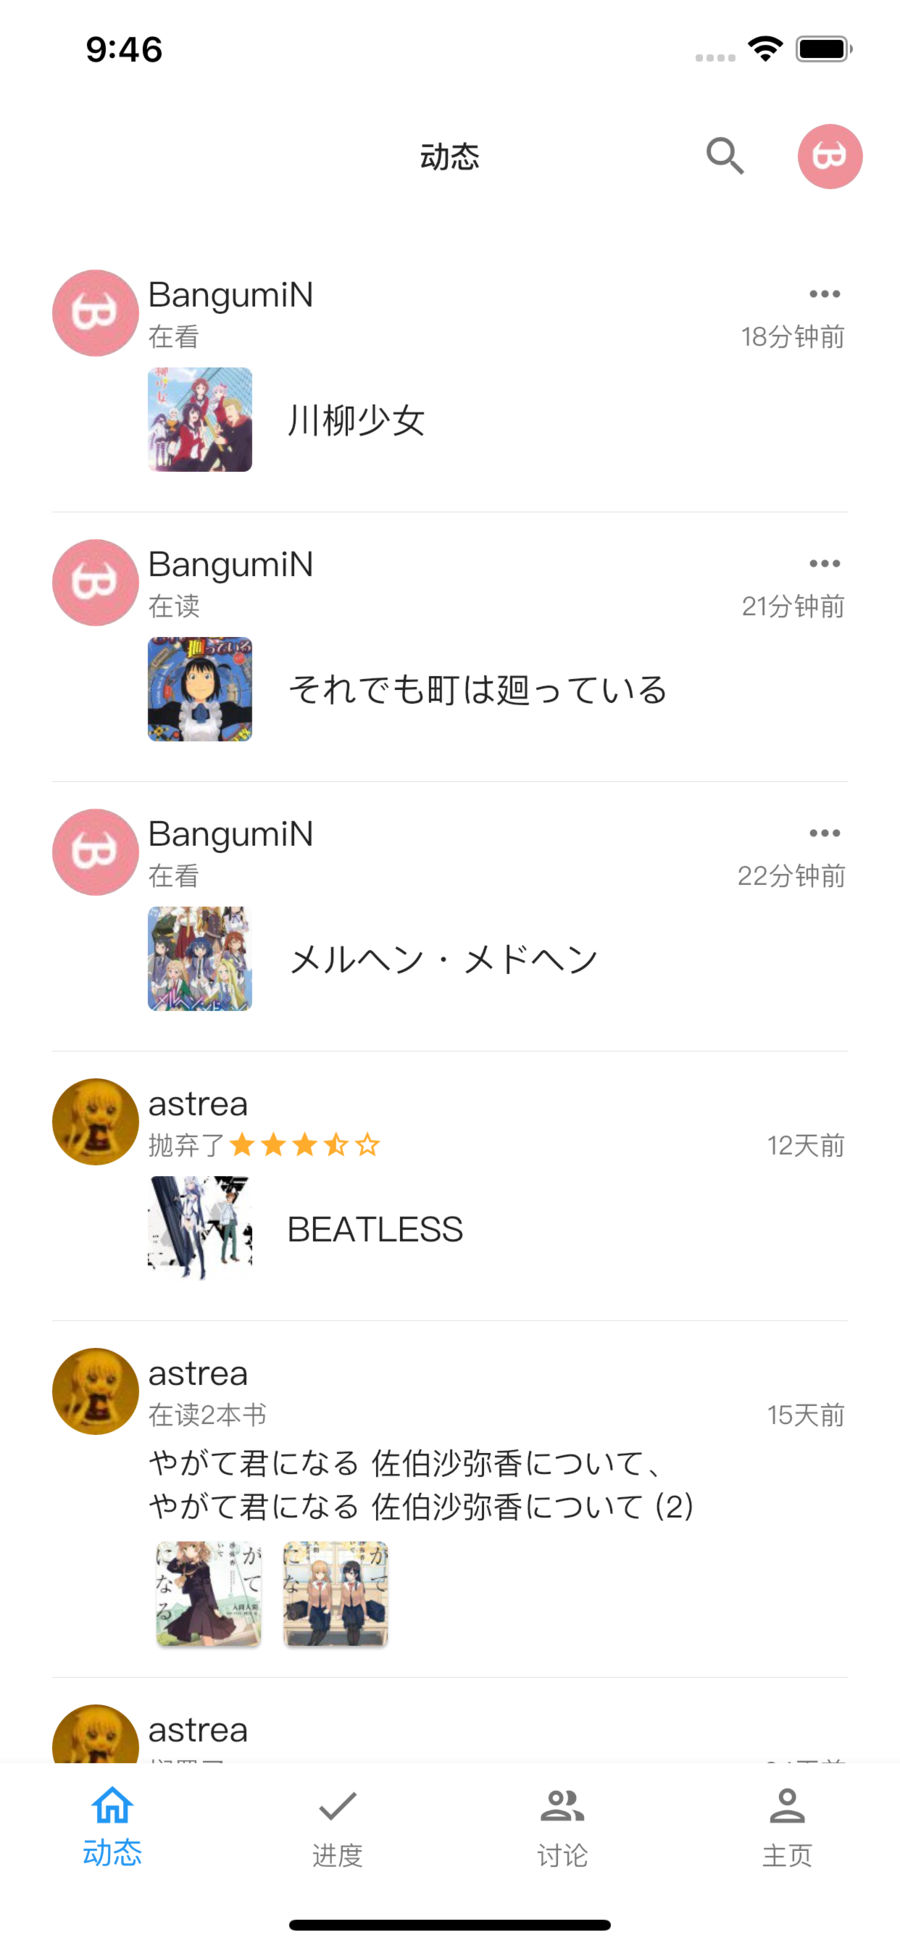 9:46
动态
BangumiN
在看
18分钟前
川柳少女
BangumiN
在读
21分钟前
それでも町は廻っている
BangumiN
在看
22分钟前
メルヘン・メドヘン
astrea
抛弃了
12天前
BEATLESS
astrea
在读2本书
15天前
やがて君になる 佐伯沙弥香について、
やがて君になる 佐伯沙弥香について (2)
astrea
动态
进度
讨论
主页